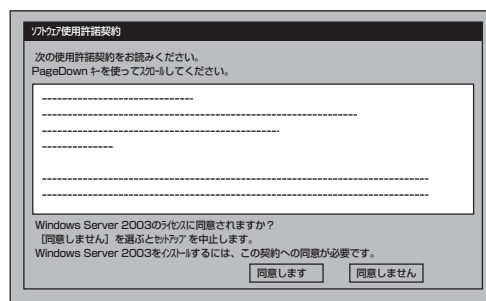 ソフトウェア使用許諾契約
次の使用許諾契約をお読みください。
PageDown キーを使ってスクロールしてください。
Windows Server 2003のライセンスに同意されますか？
［同意しません］を選ぶとセットアップを中止します。
Windows Server 2003をインストールするには、この契約への同意が必要です。
同意します 同意しません